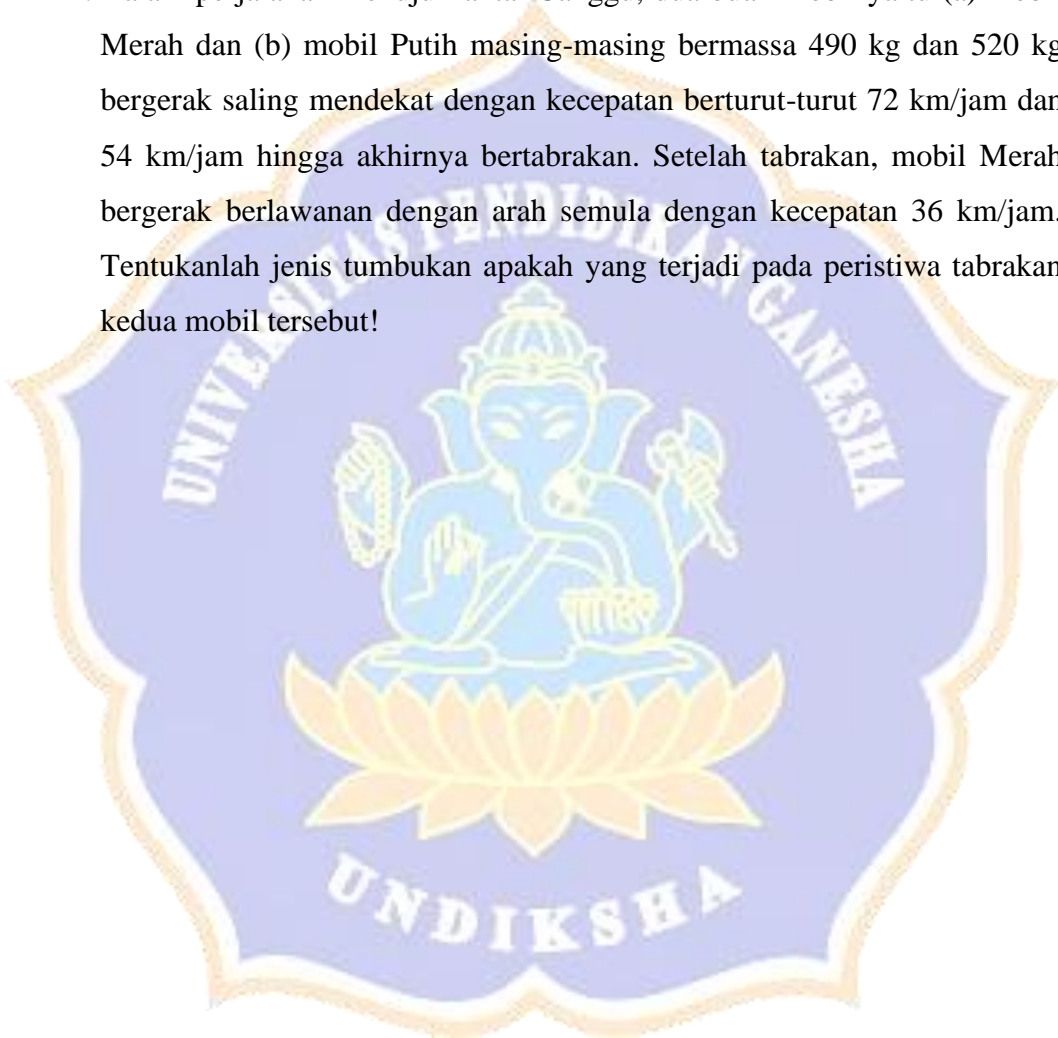 Merah dan (b) mobil Putih masing-masing bermassa 490 kg dan 520 kg
bergerak saling mendekat dengan kecepatan berturut-turut 72 km/jam dan
54 km/jam hingga akhirnya bertabrakan. Setelah tabrakan, mobil Merah
bergerak berlawanan dengan arah semula dengan kecepatan 36 km/jam.
Tentukanlah jenis tumbukan apakah yang terjadi pada peristiwa tabrakan
kedua mobil tersebut!
UNIVERSITAS PENDIDIKAN GANESHA
UNDIKSHA